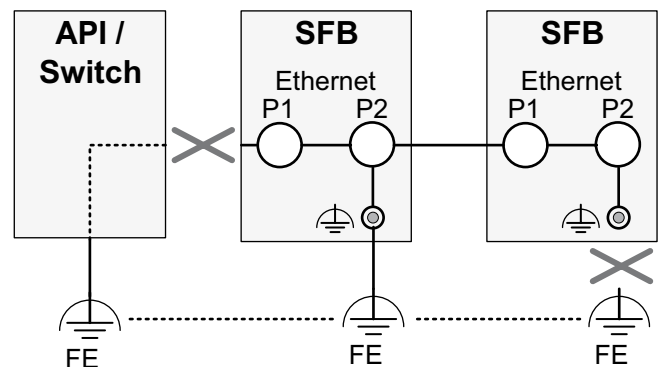 API /
Switch
SFB
Ethernet
P1 P2
SFB
Ethernet
P1 P2
FE
FE
FE